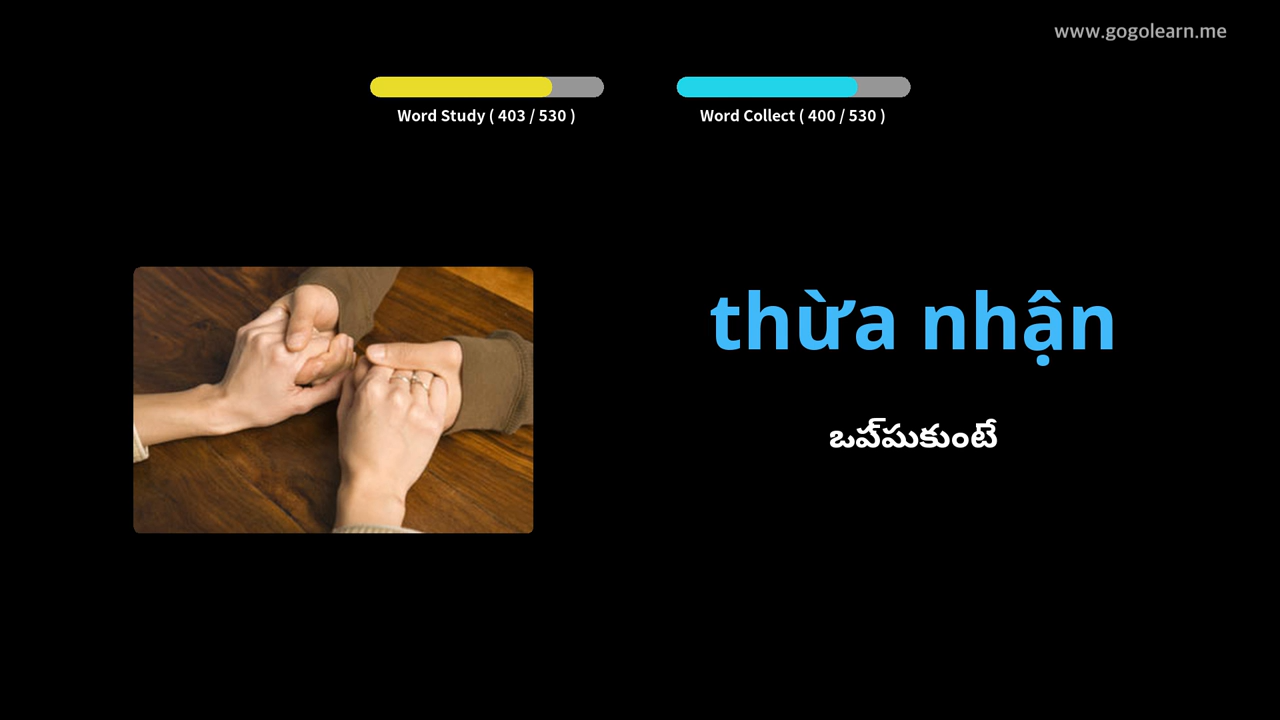 www.gogolearn.me
Word Study ( 403 / 530 )
Word Collect ( 400 / 530 )
thừa nhận
ఒప్పుకుంటే